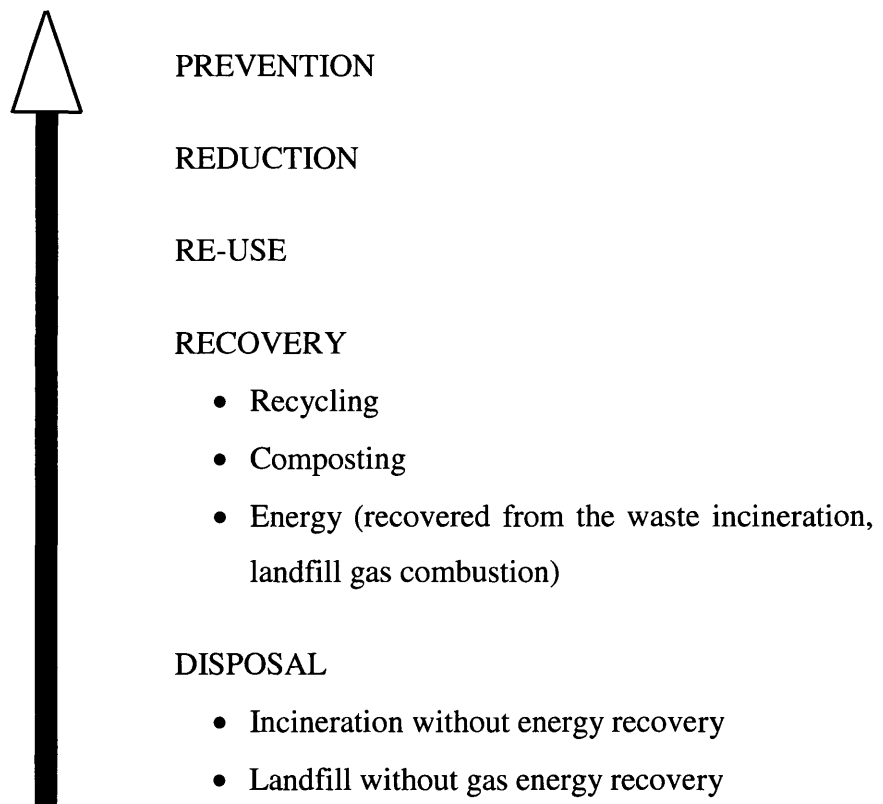 PREVENTION
REDUCTION
RE-USE
RECOVERY
• Recycling
• Composting
• Energy (recovered from the waste incineration,
landfill gas combustion)
DISPOSAL
• Incineration without energy recovery
• Landfill without gas energy recovery